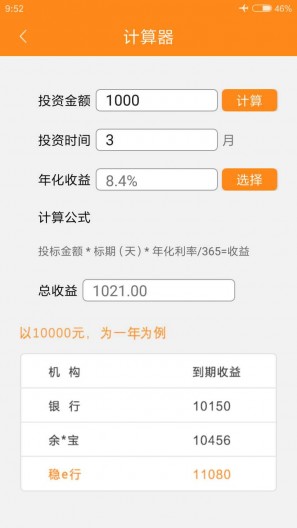 9:52 46%
计算器
投资金额 1000 计算
投资时间 3 月
年化收益 8.4% 选择
计算公式
投标金额 * 标期 ( 天 ) * 年化利率/365=收益
总收益 1021.00
以10000元，为一年为例
机 构 到期收益
银 行 10150
余*宝 10456
稳e行 11080